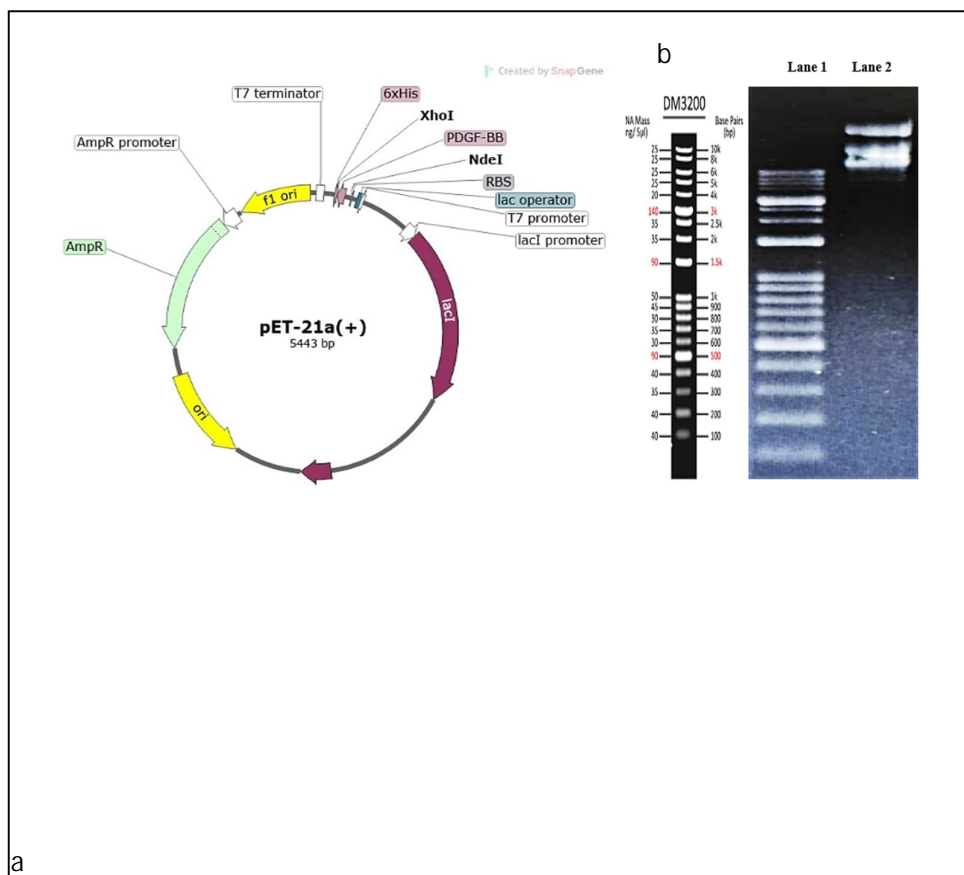 b
Created by SnapGene
T7 terminator
6xHis
XhoI
AmpR promoter
PDGF-BB
NdeI
RBS
lac operator
T7 promoter
lacI promoter
f1 ori
AmpR
lacI
pET-21a(+)
5443 bp
ori
Lane 1 Lane 2
DM3200
NA Mass Base Pairs
ng/ 5µl) (bp)
25 10k
25 8k
25 6k
25 5k
20 4k
140 3k
35 2.5k
35 2k
90 1.5k
50 1k
45 900
30 800
35 700
30 600
90 500
40 400
35 300
40 200
40 100
a